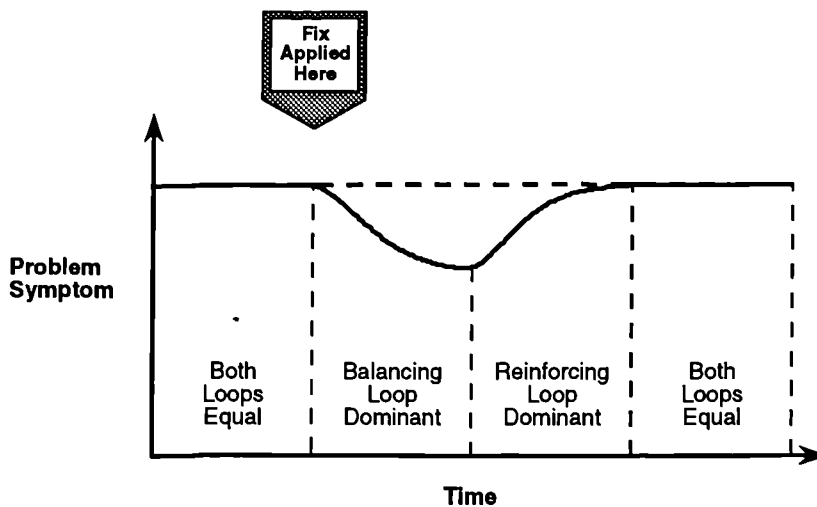 Fix
Applied
Here
Problem
Symptom
Both
Loops
Equal
Balancing
Loop
Dominant
Reinforcing
Loop
Dominant
Both
Loops
Equal
Time